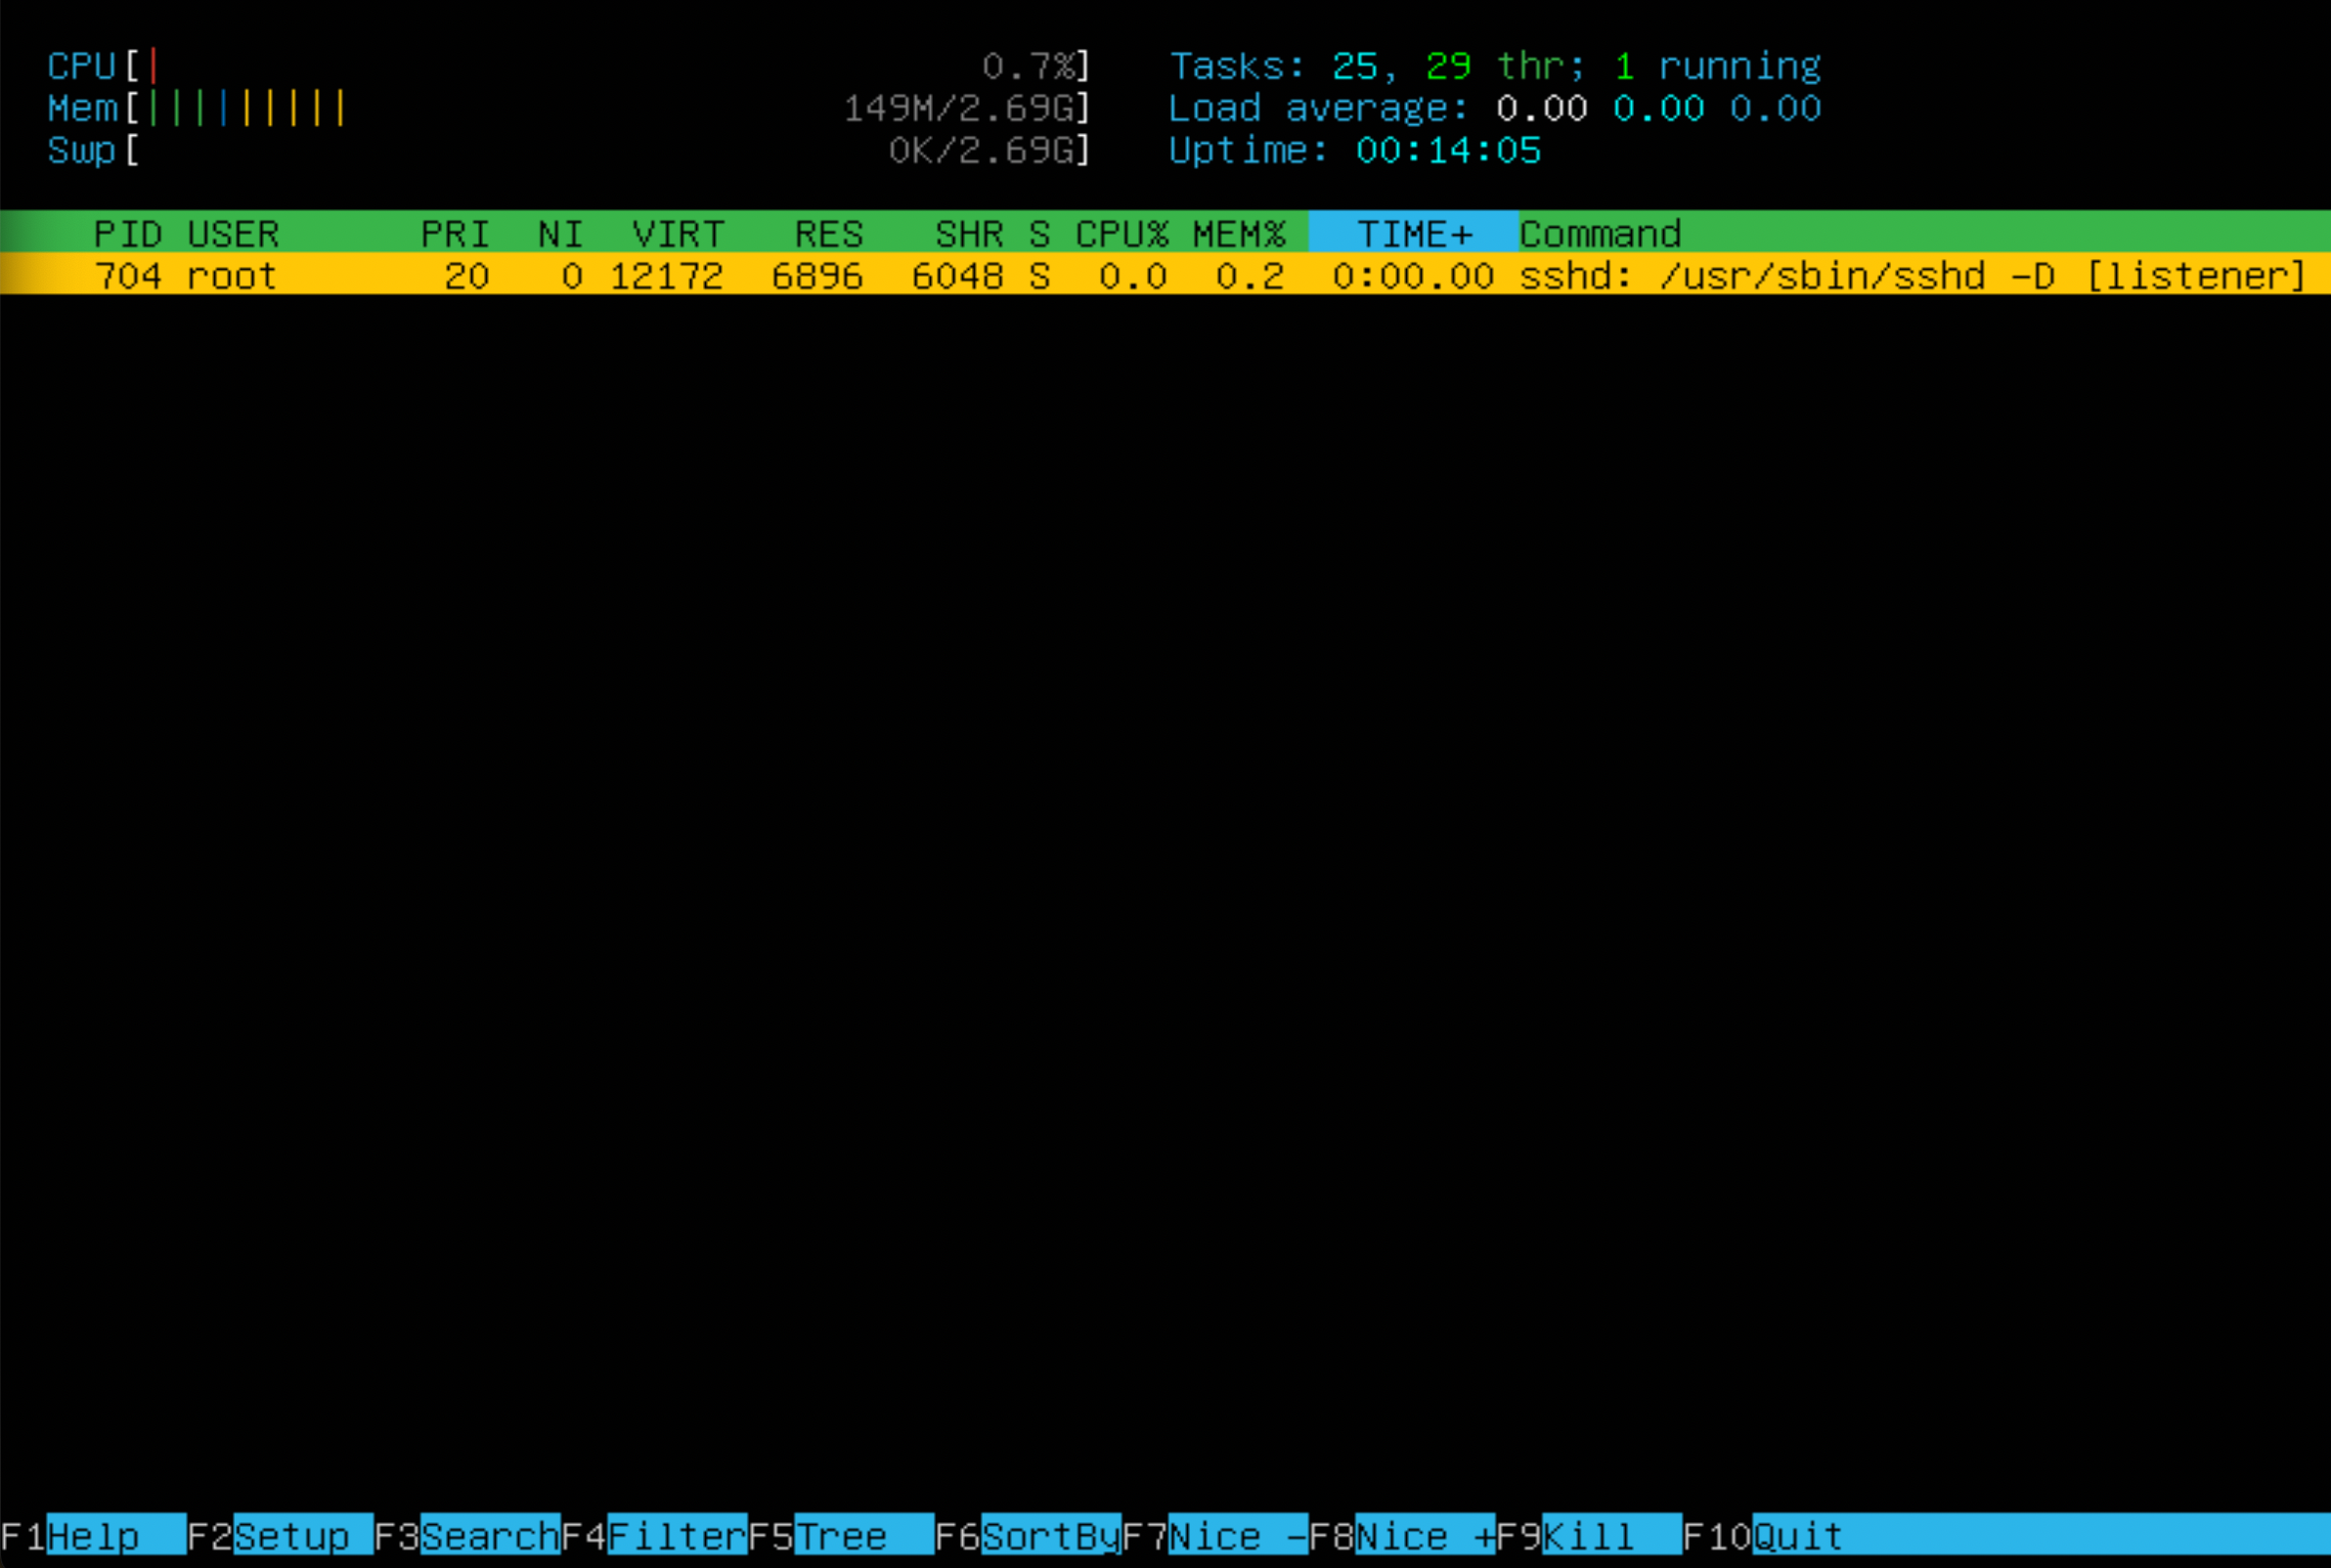 CPU[| 0.7%] Tasks: 25, 29 thr; 1 running
Mem[||||||||| 149M/2.69G] Load average: 0.00 0.00 0.00
Swp[ 0K/2.69G] Uptime: 00:14:05
PID USER PRI NI VIRT RES SHR S CPU% MEM% TIME+ Command
704 root 20 0 12172 6896 6048 S 0.0 0.2 0:00.00 sshd: /usr/sbin/sshd -D [listener]
F1Help F2Setup F3SearchF4FilterF5Tree F6SortByF7Nice -F8Nice +F9Kill F10Quit